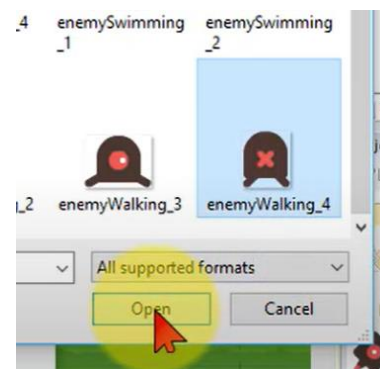 _4 enemySwimming enemySwimming
_1 _2
_2 enemyWalking_3 enemyWalking_4
All supported formats
Open Cancel